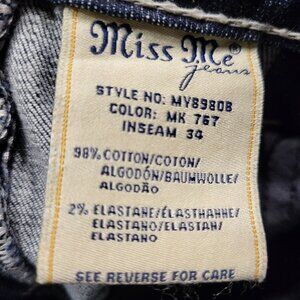 Miss Me®
jeans
STYLE NO: MY8980B
COLOR: MK 767
INSEAM 34
98% COTTON/COTON/
ALGODÓN/BAUMWOLLE/
ALGODÃO
2% ELASTANE/ÉLASTHANNE/
ELASTANO/ELASTAN/
ELASTANO
SEE REVERSE FOR CARE